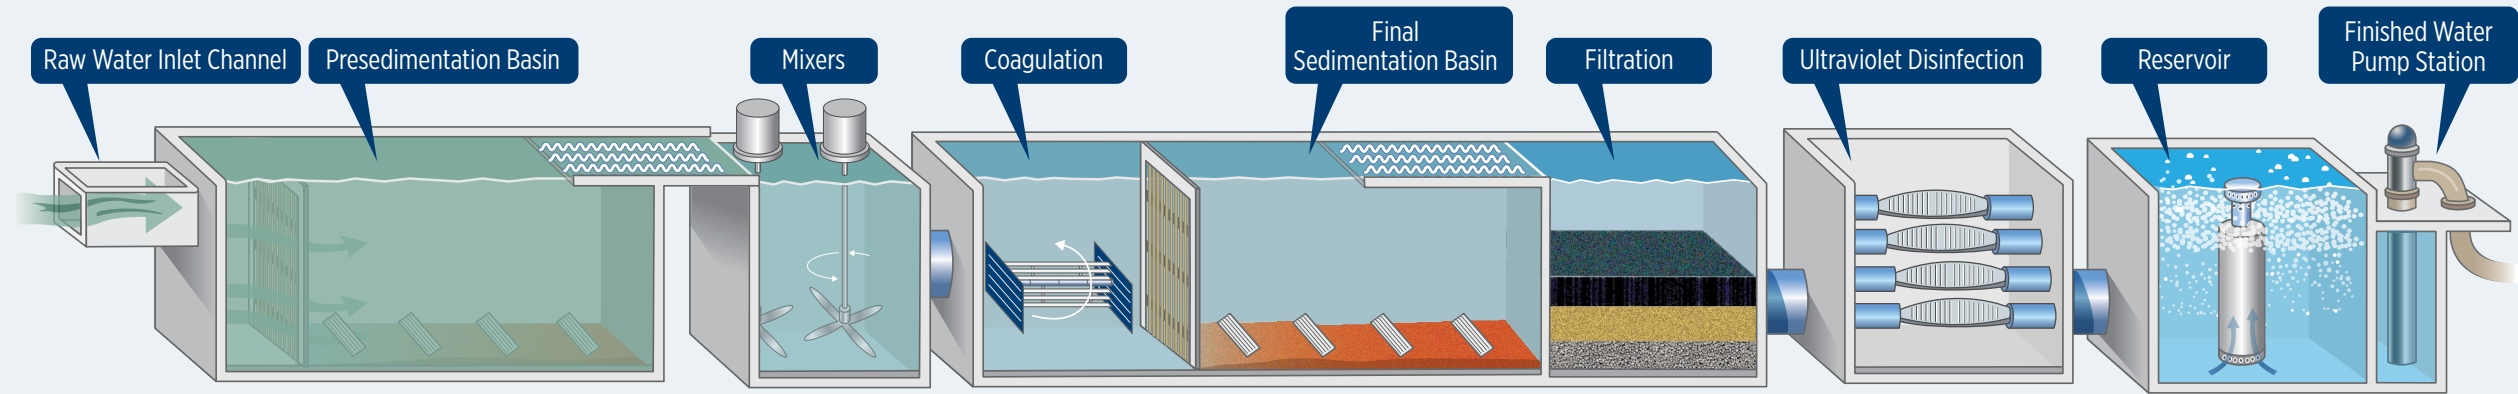 Raw Water Inlet Channel
Presedimentation Basin
Mixers
Coagulation
Final
Sedimentation Basin
Filtration
Ultraviolet Disinfection
Reservoir
Finished Water
Pump Station